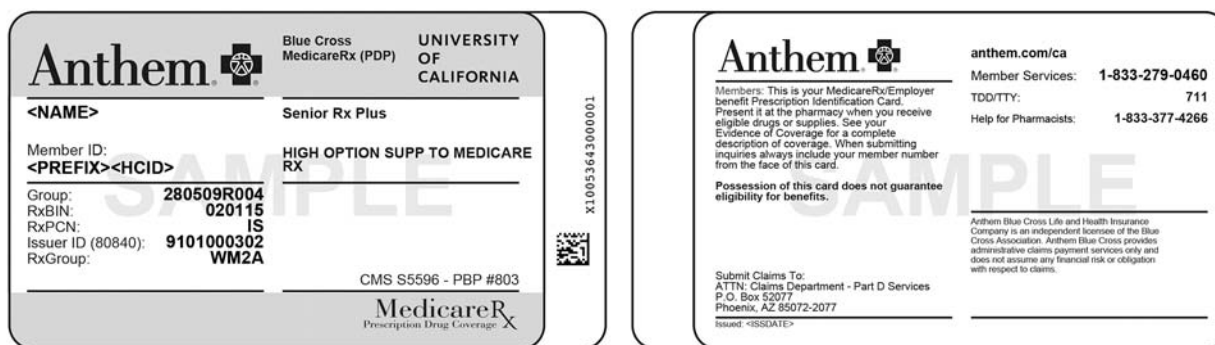 Anthem
Blue Cross
MedicareRx (PDP)
UNIVERSITY
OF
CALIFORNIA
<NAME>
Senior Rx Plus
Member ID:
<PREFIX><HCID>
HIGH OPTION SUPP TO MEDICARE
RX
SAMPLE
Group: 280509R004
RxBIN: 020115
RxPCN: IS
Issuer ID (80840): 9101000302
RxGroup: WM2A
CMS S5596 - PBP #803
MedicareRx
Prescription Drug Coverage
X10053643000001
Anthem
Members: This is your MedicareRx/Employer
benefit Prescription Identification Card.
Present it at the pharmacy when you receive
eligible drugs or supplies. See your
Evidence of Coverage for a complete
description of coverage. When submitting
inquiries always include your member number
from the face of this card.
Possession of this card does not guarantee
eligibility for benefits.
SAMPLE
Submit Claims To:
ATTN: Claims Department - Part D Services
P.O. Box 52077
Phoenix, AZ 85072-2077
Issued: <ISSDATE>
anthem.com/ca
Member Services: 1-833-279-0460
TDD/TTY: 711
Help for Pharmacists: 1-833-377-4266
Anthem Blue Cross Life and Health Insurance
Company is an independent licensee of the Blue
Cross Association. Anthem Blue Cross provides
administrative claims payment services only and
does not assume any financial risk or obligation
with respect to claims.